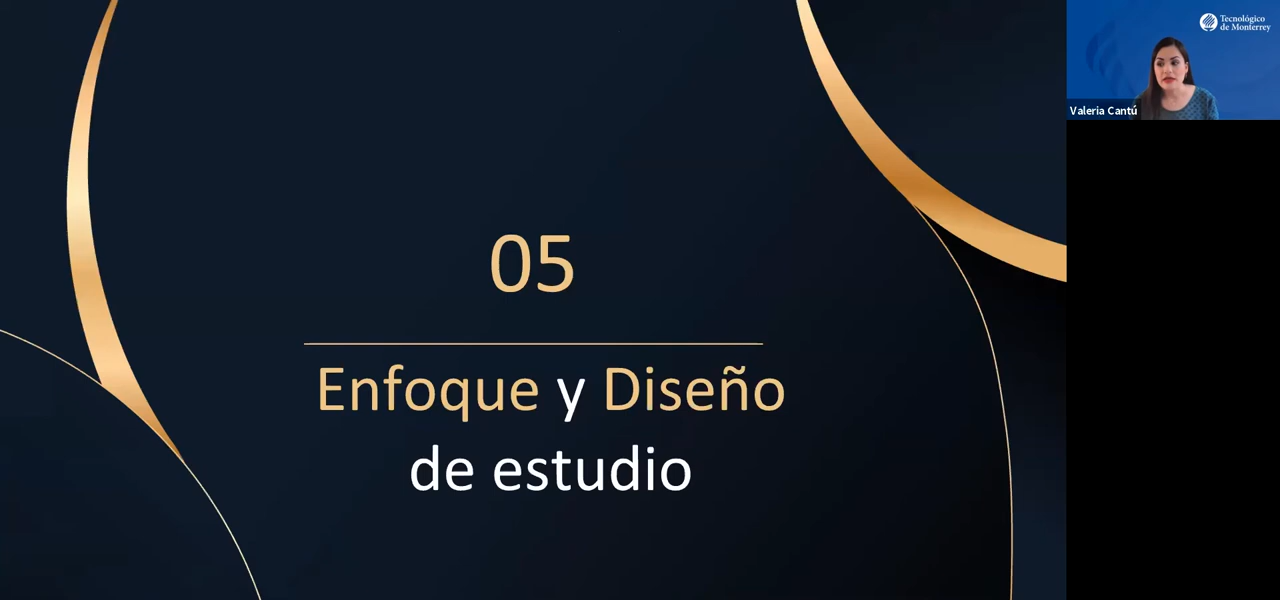 05
Enfoque y Diseño
de estudio
Tecnológico
de Monterrey
Valeria Cantú